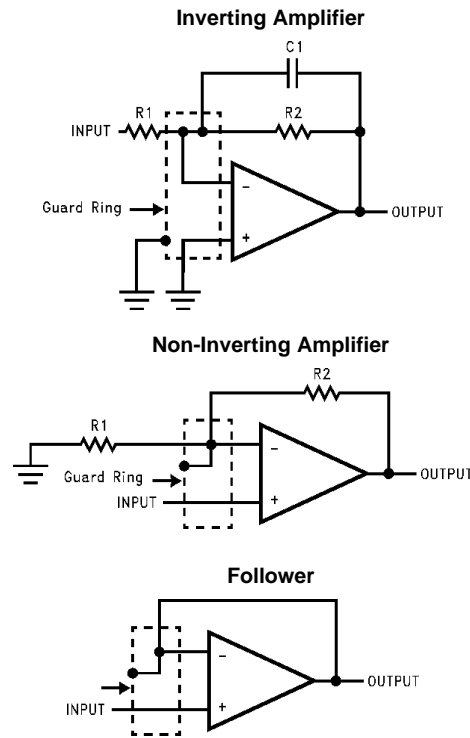 Inverting Amplifier
C1
R1
R2
INPUT
-
Guard Ring
+
OUTPUT
Non-Inverting Amplifier
R2
R1
-
Guard Ring
OUTPUT
INPUT
+
Follower
-
OUTPUT
INPUT
+